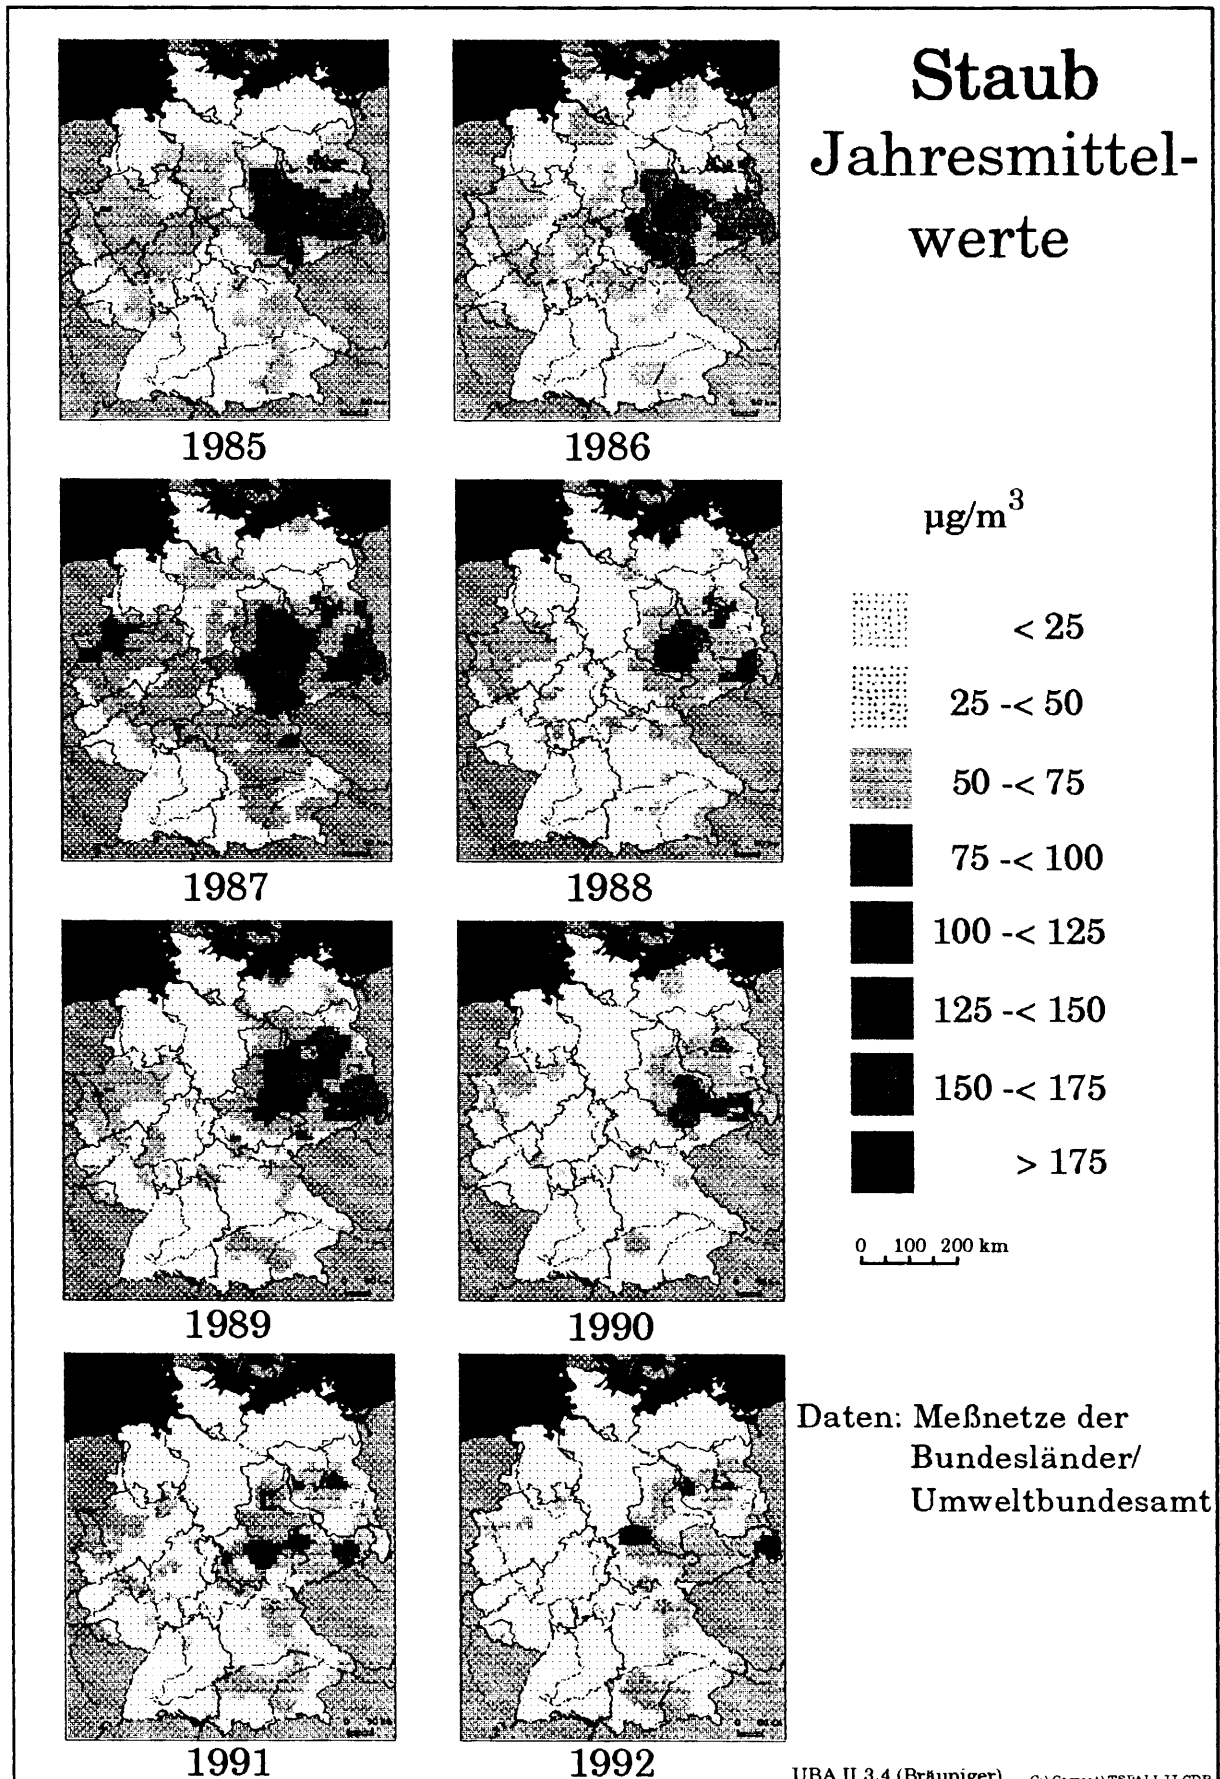 Staub
Jahresmittel-
werte
1985
1986
1987
1988
1989
1990
1991
1992
µg/m³
< 25
25 -< 50
50 -< 75
75 -< 100
100 -< 125
125 -< 150
150 -< 175
> 175
0 100 200 km
Daten: Meßnetze der
Bundesländer/
Umweltbundesamt
UBA II 3.4 (Bräuniger)